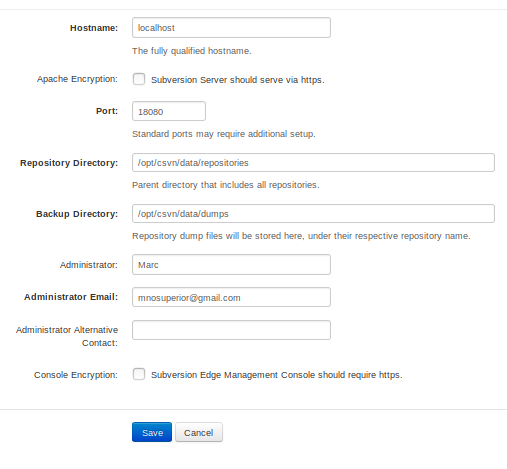 Hostname: localhost
The fully qualified hostname.
Apache Encryption: Subversion Server should serve via https.
Port: 18080
Standard ports may require additional setup.
Repository Directory: /opt/csvn/data/repositories
Parent directory that includes all repositories.
Backup Directory: /opt/csvn/data/dumps
Repository dump files will be stored here, under their respective repository name.
Administrator: Marc
Administrator Email: mnosuperior@gmail.com
Administrator Alternative
Contact:
Console Encryption: Subversion Edge Management Console should require https.
Save Cancel